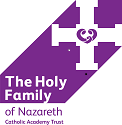 The Holy
Family
of Nazareth
Catholic Academy Trust